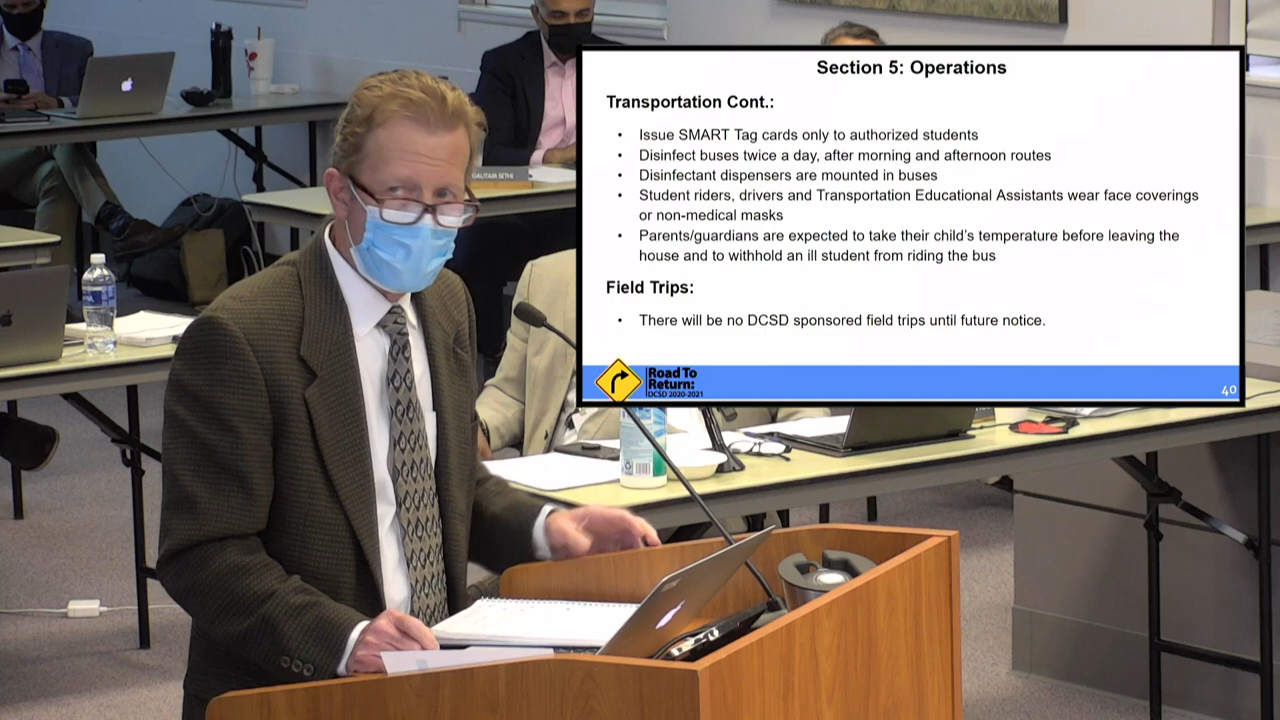 Section 5: Operations
Transportation Cont.:
• Issue SMART Tag cards only to authorized students
• Disinfect buses twice a day, after morning and afternoon routes
• Disinfectant dispensers are mounted in buses
• Student riders, drivers and Transportation Educational Assistants wear face coverings
or non-medical masks
• Parents/guardians are expected to take their child's temperature before leaving the
house and to withhold an ill student from riding the bus
Field Trips:
• There will be no DCSD sponsored field trips until future notice.
Road To
Return:
DCSD 2020-2021
40
GAUTAM SETHI